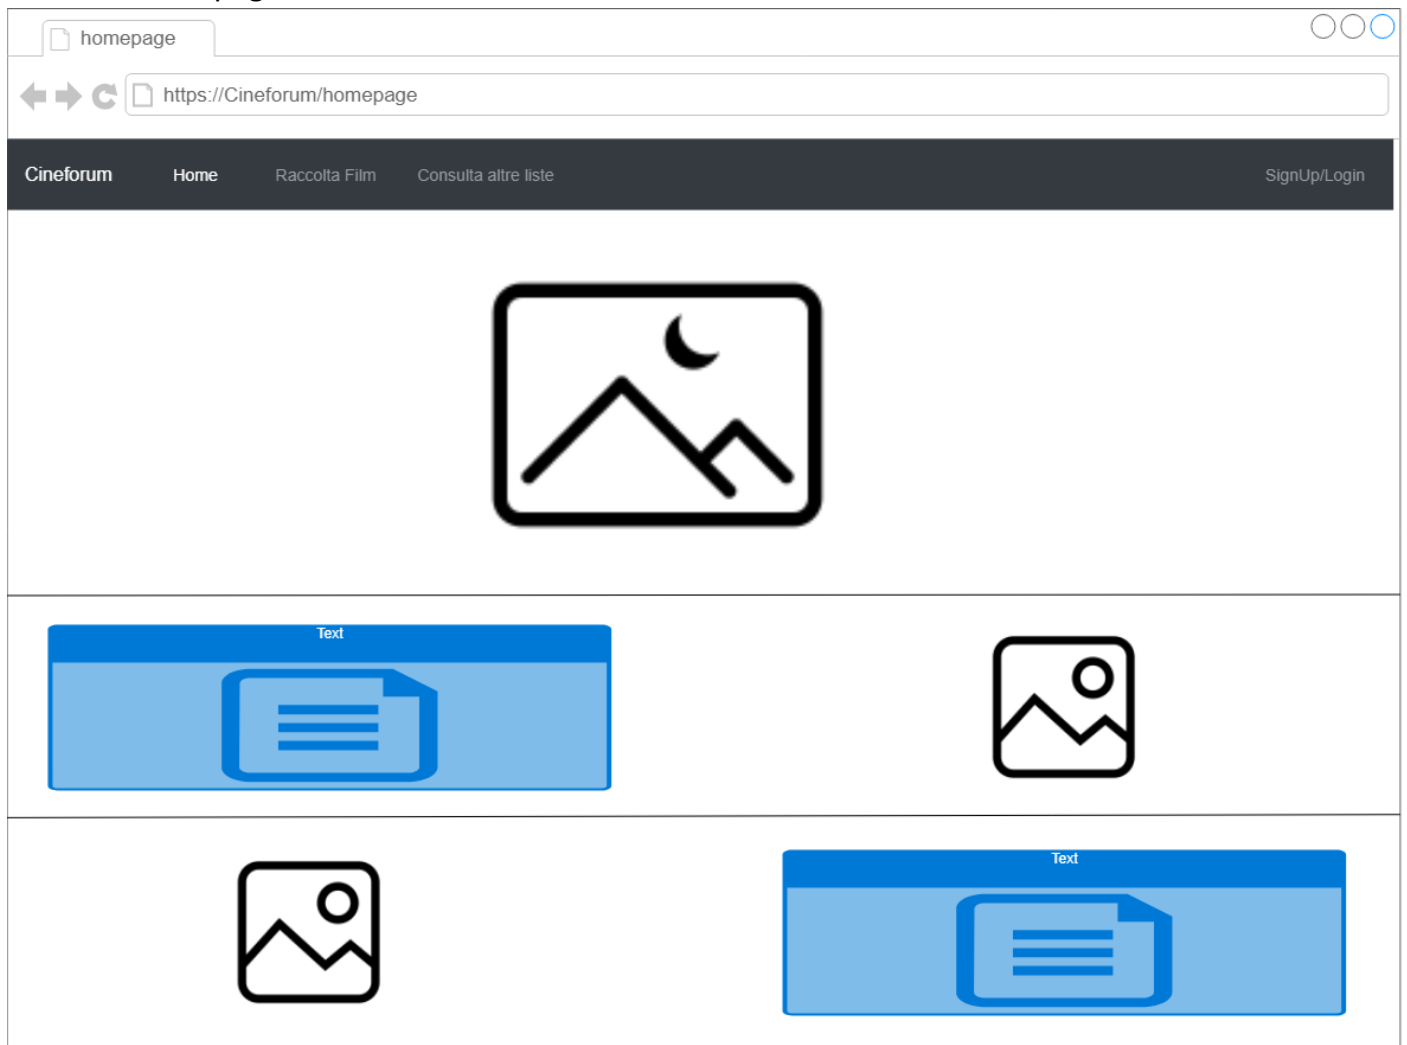 homepage
https://Cineforum/homepage
Cineforum Home Raccolta Film Consulta altre liste SignUp/Login
Text
Text